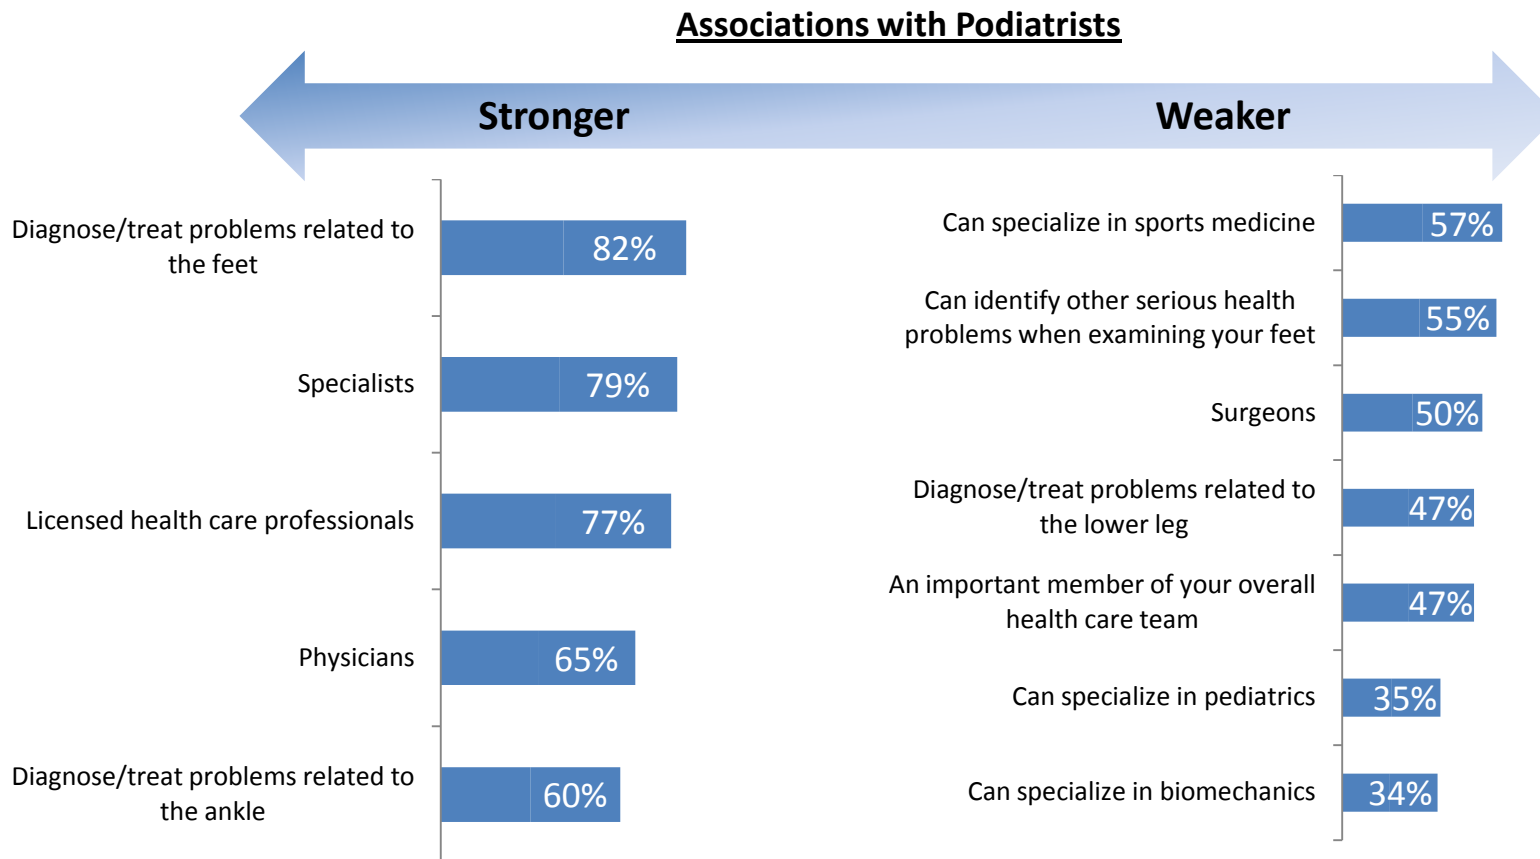 Associations with Podiatrists
Stronger
Weaker
Diagnose/treat problems related to
the feet
82%
Specialists
79%
Licensed health care professionals
77%
Physicians
65%
Diagnose/treat problems related to
the ankle
60%
Can specialize in sports medicine
57%
Can identify other serious health
problems when examining your feet
55%
Surgeons
50%
Diagnose/treat problems related to
the lower leg
47%
An important member of your overall
health care team
47%
Can specialize in pediatrics
35%
Can specialize in biomechanics
34%